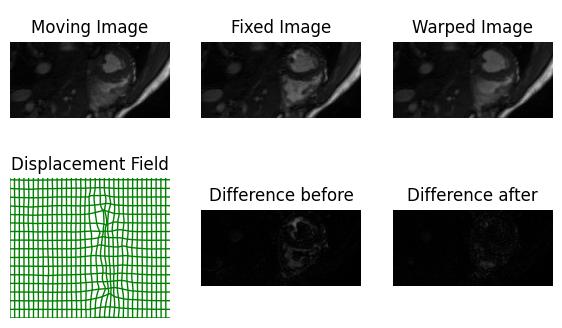 Moving Image
Fixed Image
Warped Image
Displacement Field
Difference before
Difference after